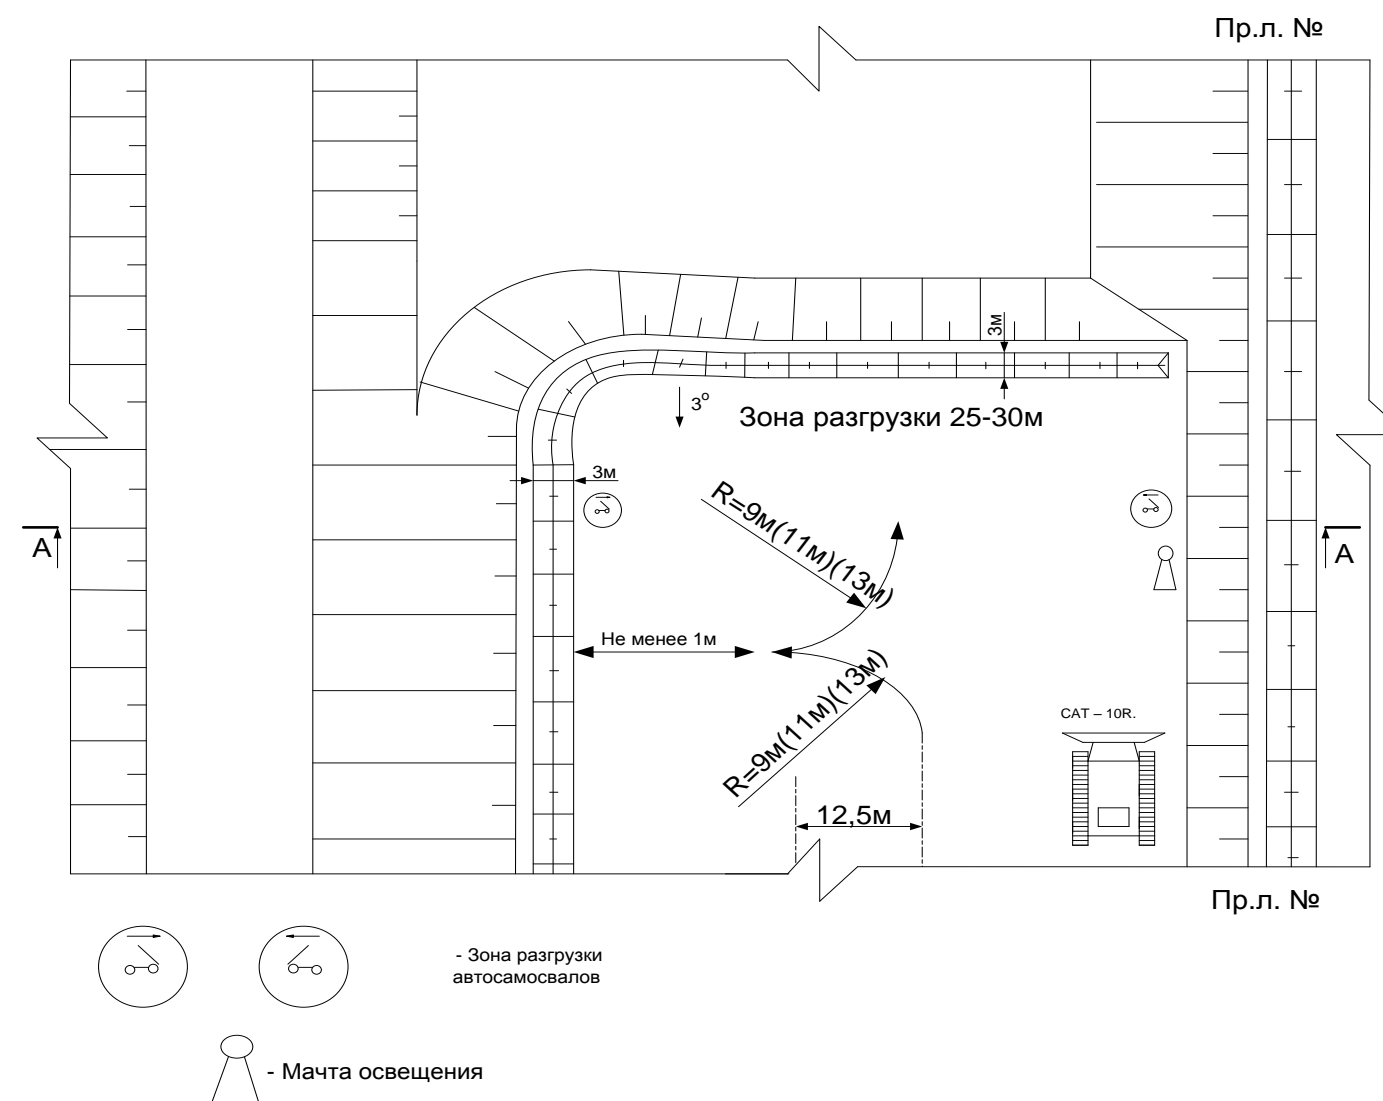 Пр.л. №
3м
3°
Зона разгрузки 25-30м
3м
R=9м(11м)(13м)
А
А
Не менее 1м
R=9м(11м)(13м)
CAT – 10R.
12,5м
Пр.л. №
- Зона разгрузки
автосамосвалов
- Мачта освещения